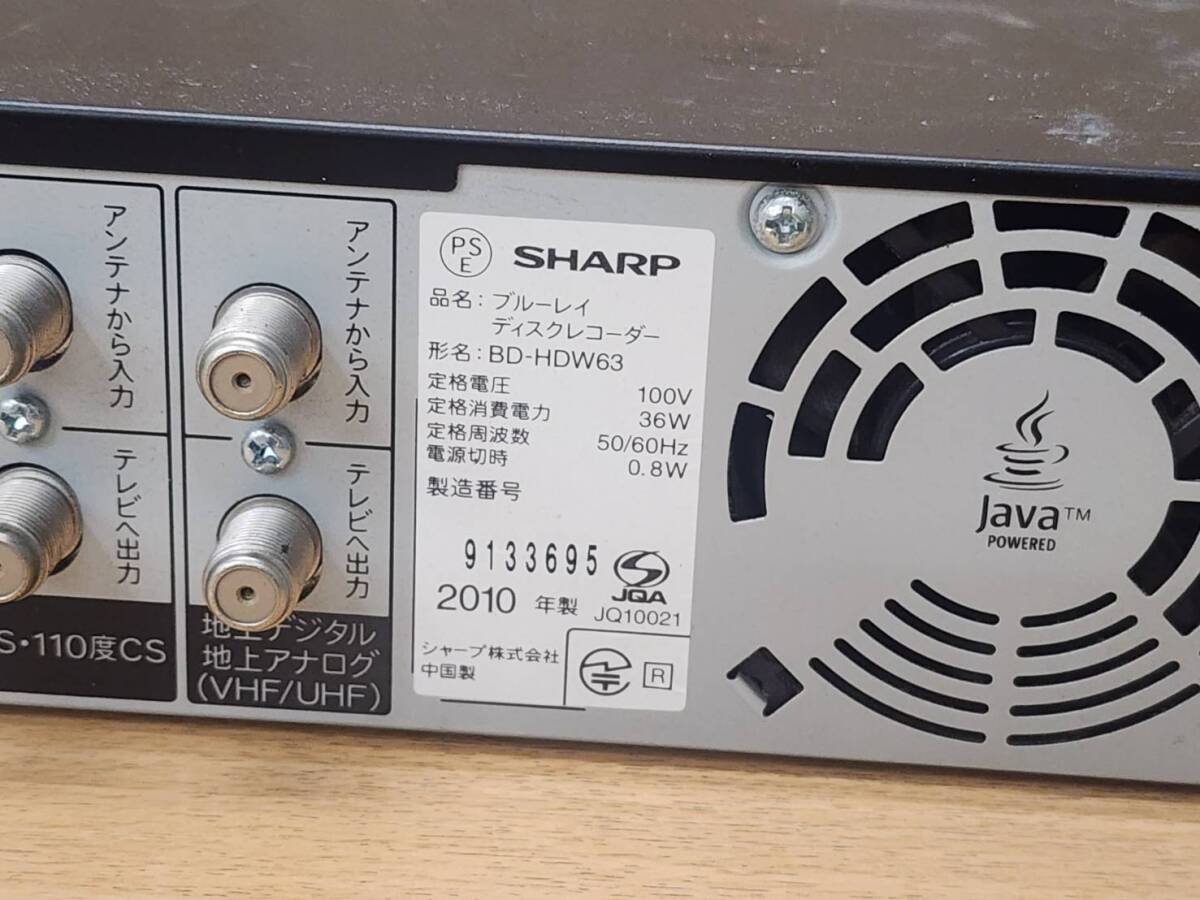 アンテナから入力
テレビへ出力
S・110度CS
アンテナから入力
テレビへ出力
地上デジタル
地上アナログ
(VHF/UHF)
PS
E
SHARP
品名：ブルーレイ
ディスクレコーダー
形名：BD-HDW63
定格電圧 100V
定格消費電力 36W
定格周波数 50/60Hz
電源切時 0.8W
製造番号
9133695
JQA
2010 年製 JQ10021
シャープ株式会社
中国製
R
Java™
POWERED